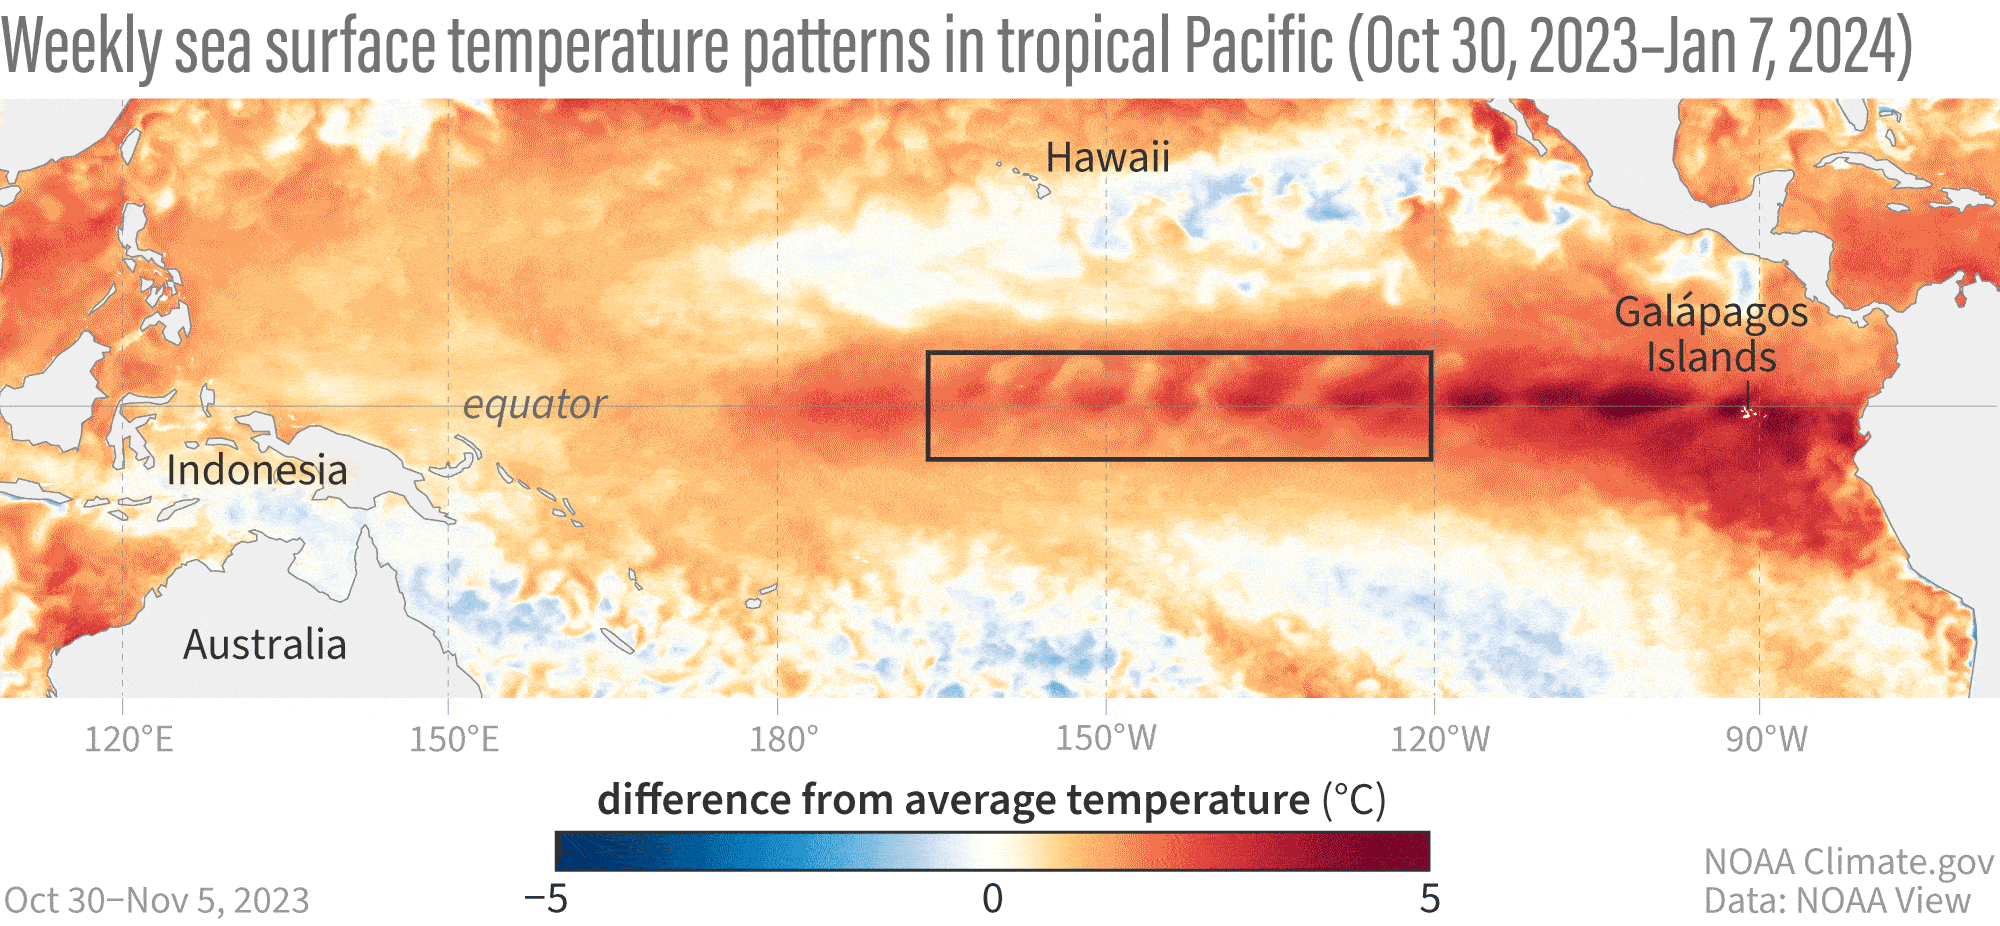 Weekly sea surface temperature patterns in tropical Pacific (Oct 30, 2023–Jan 7, 2024)
Hawaii
Galápagos
Islands
equator
Indonesia
Australia
120°E
150°E
180°
150°W
120°W
90°W
difference from average temperature (°C)
−5
0
5
Oct 30–Nov 5, 2023
NOAA Climate.gov
Data: NOAA View